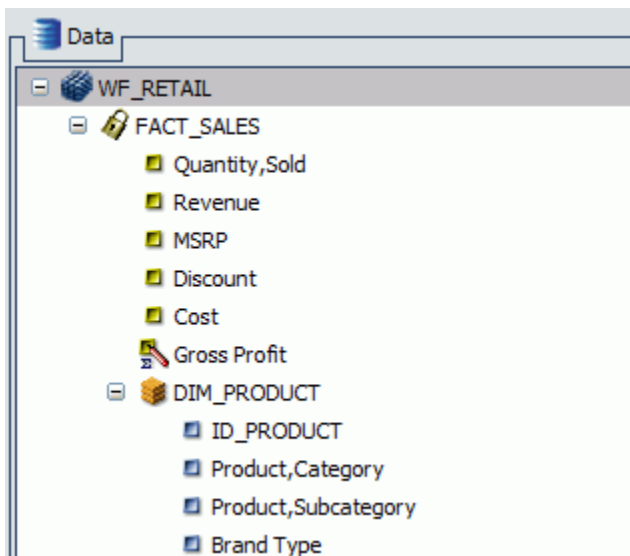 Data
WF_RETAIL
FACT_SALES
Quantity,Sold
Revenue
MSRP
Discount
Cost
Gross Profit
DIM_PRODUCT
ID_PRODUCT
Product,Category
Product,Subcategory
Brand Type